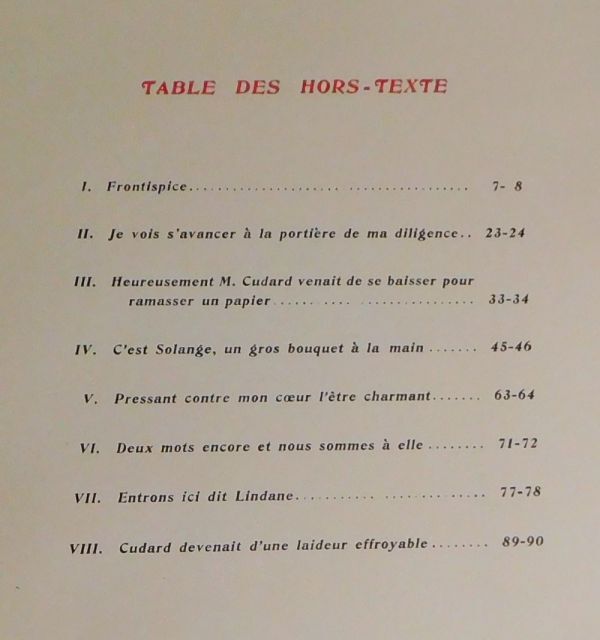 TABLE DES HORS-TEXTE
I. Frontispice........................................ 7- 8
II. Je vois s'avancer à la portière de ma diligence.. 23-24
III. Heureusement M. Cudard venait de se baisser pour
ramasser un papier............................ 33-34
IV. C'est Solange, un gros bouquet à la main ....... 45-46
V. Pressant contre mon cœur l'être charmant....... 63-64
VI. Deux mots encore et nous sommes à elle ........ 71-72
VII. Entrons ici dit Lindane........................... 77-78
VIII. Cudard devenait d'une laideur effroyable ........ 89-90